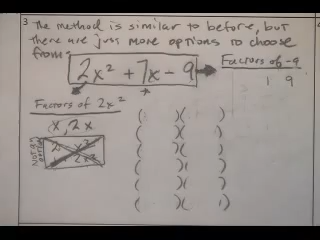 3 The method is similar to before, but
there are just more options to choose
from:
2x² + 7x - 9
Factors of -9
1 9
Factors of 2x²
x, 2x
( )( )
( )( )
( )( )
( )( )
( )( )
( )( )